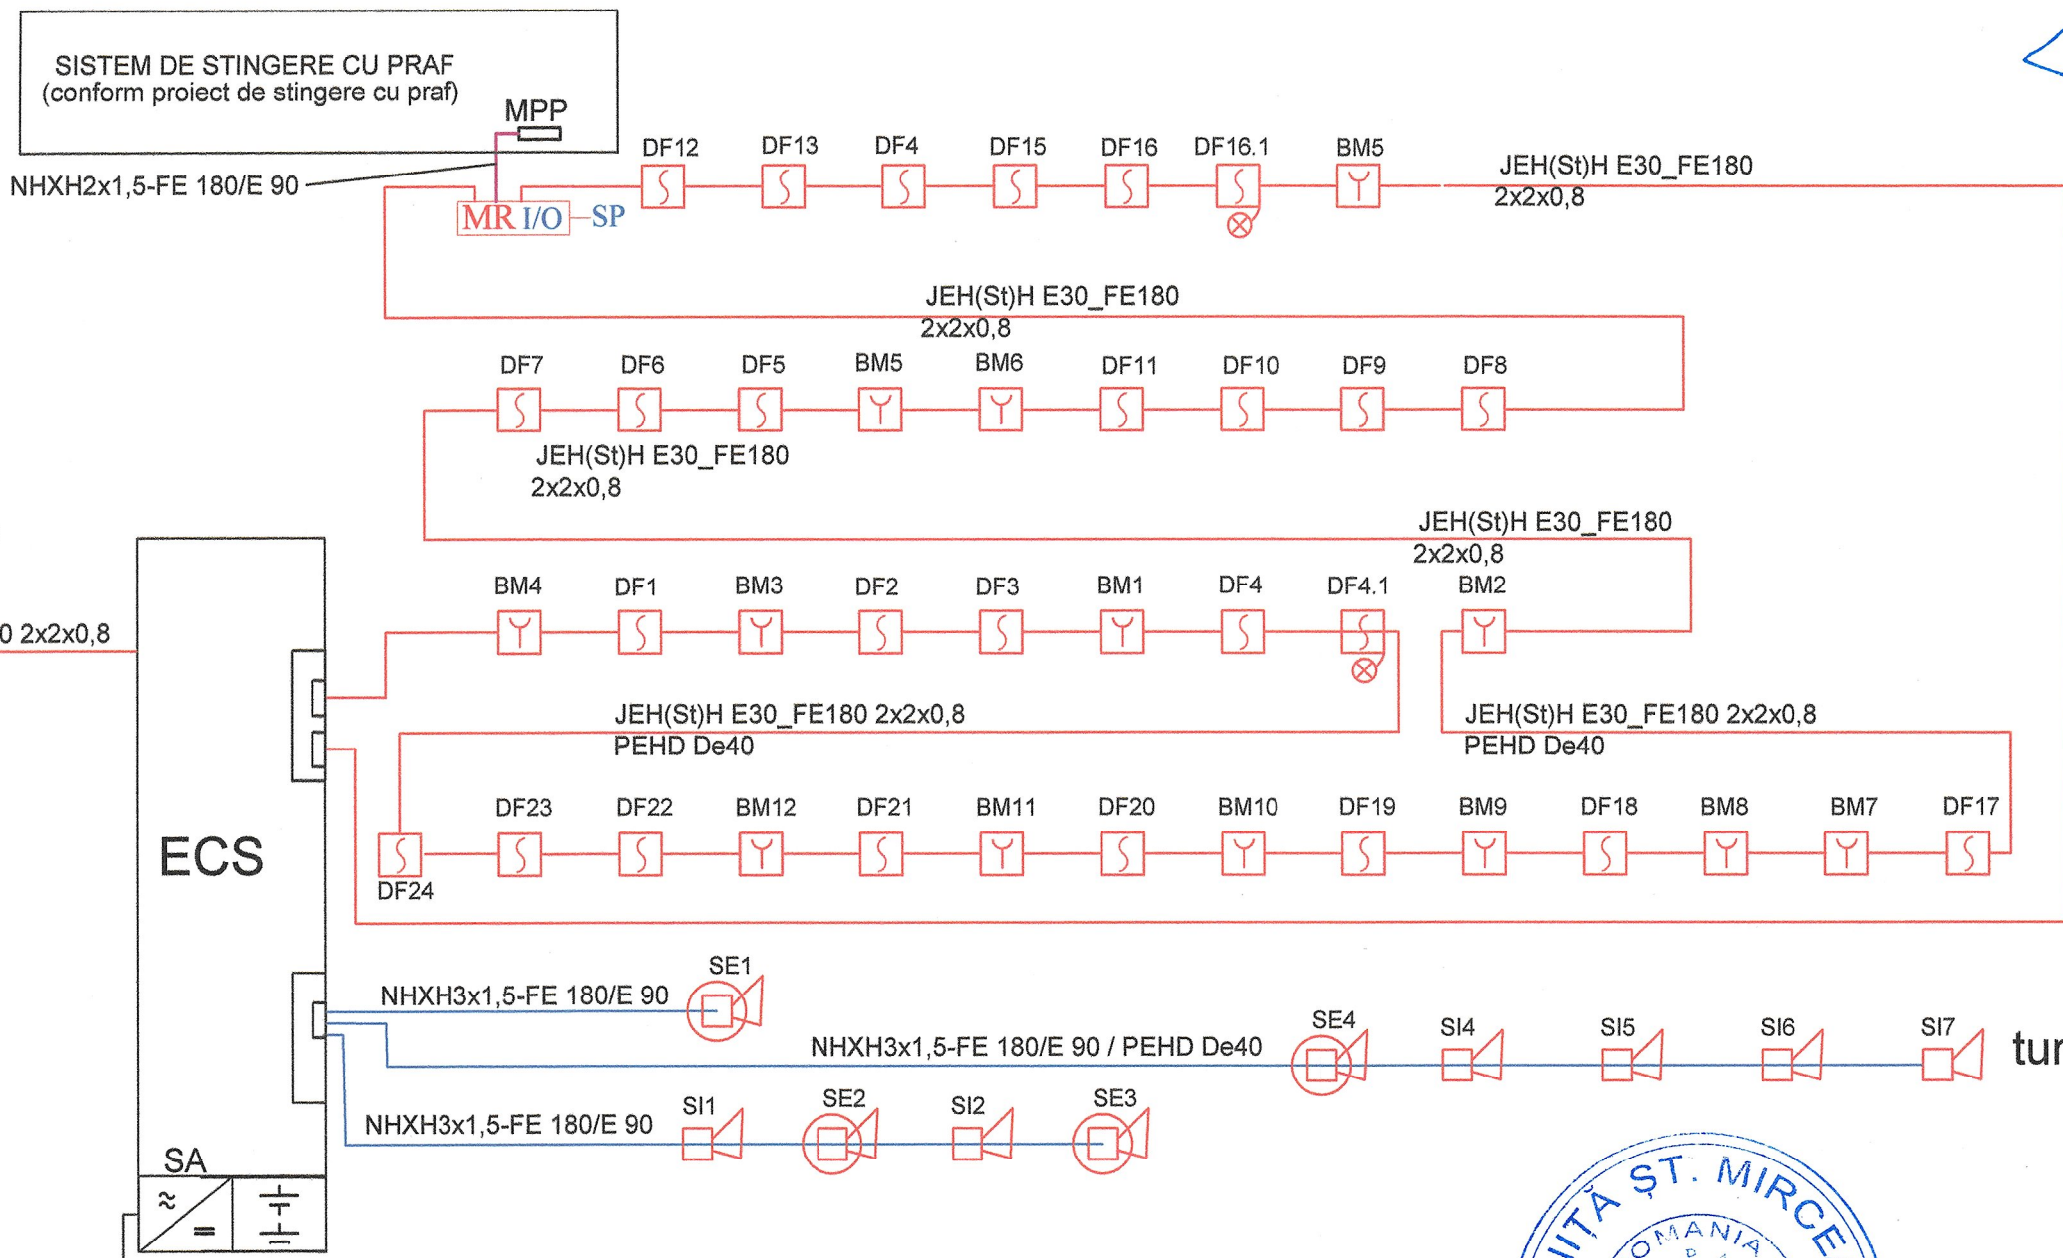 SISTEM DE STINGERE CU PRAF
(conform proiect de stingere cu praf)
MPP
NHXH2x1,5-FE 180/E 90
MR I/O SP
DF12 DF13 DF4 DF15 DF16 DF16.1 BM5
JEH(St)H E30_FE180
2x2x0,8
JEH(St)H E30_FE180
2x2x0,8
DF7 DF6 DF5 BM5 BM6 DF11 DF10 DF9 DF8
JEH(St)H E30_FE180
2x2x0,8
JEH(St)H E30_FE180
2x2x0,8
BM4 DF1 BM3 DF2 DF3 BM1 DF4 DF4.1 BM2
0 2x2x0,8
JEH(St)H E30_FE180 2x2x0,8
PEHD De40
JEH(St)H E30_FE180 2x2x0,8
PEHD De40
DF23 DF22 BM12 DF21 BM11 DF20 BM10 DF19 BM9 DF18 BM8 BM7 DF17
DF24
ECS
SE1
NHXH3x1,5-FE 180/E 90
SE4 SI4 SI5 SI6 SI7
NHXH3x1,5-FE 180/E 90 / PEHD De40
tur
SI1 SE2 SI2 SE3
NHXH3x1,5-FE 180/E 90
SA
ȘT. MIRCE
OMANIA